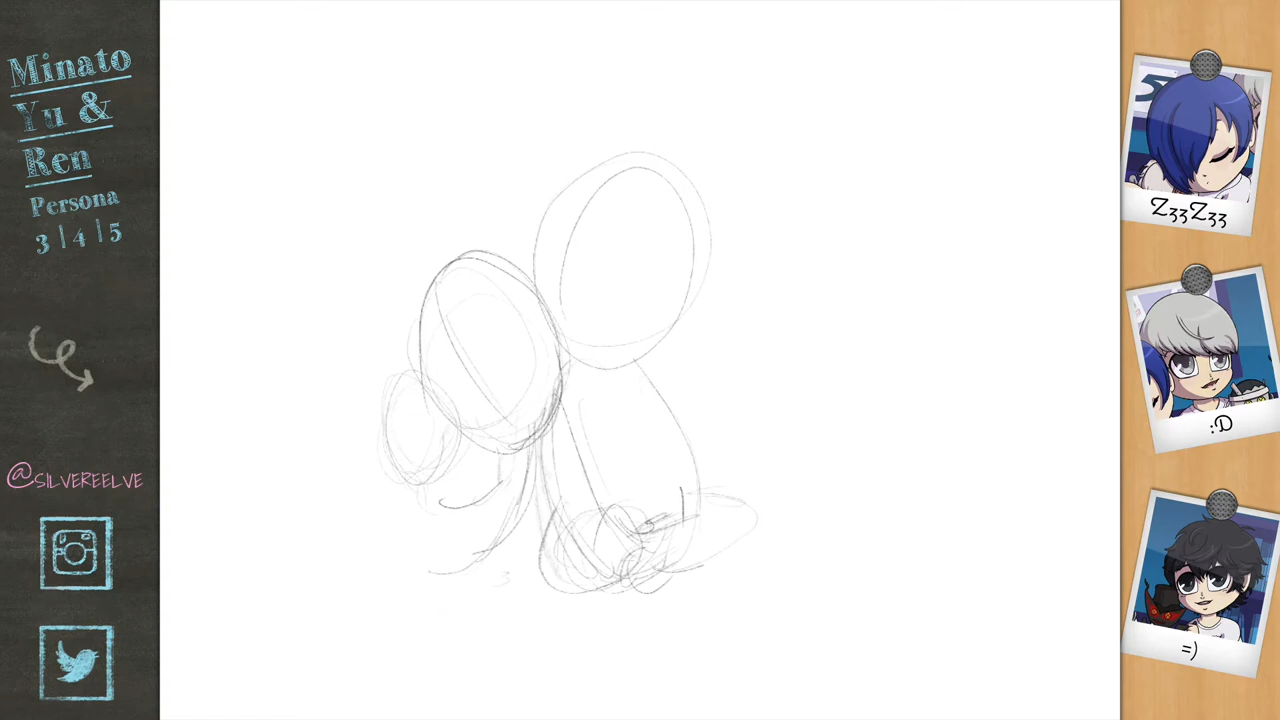 Minato
Yu &
Ren
Persona
3 | 4 | 5
@SILVEREELVE
ZzzZzz
:D
=)